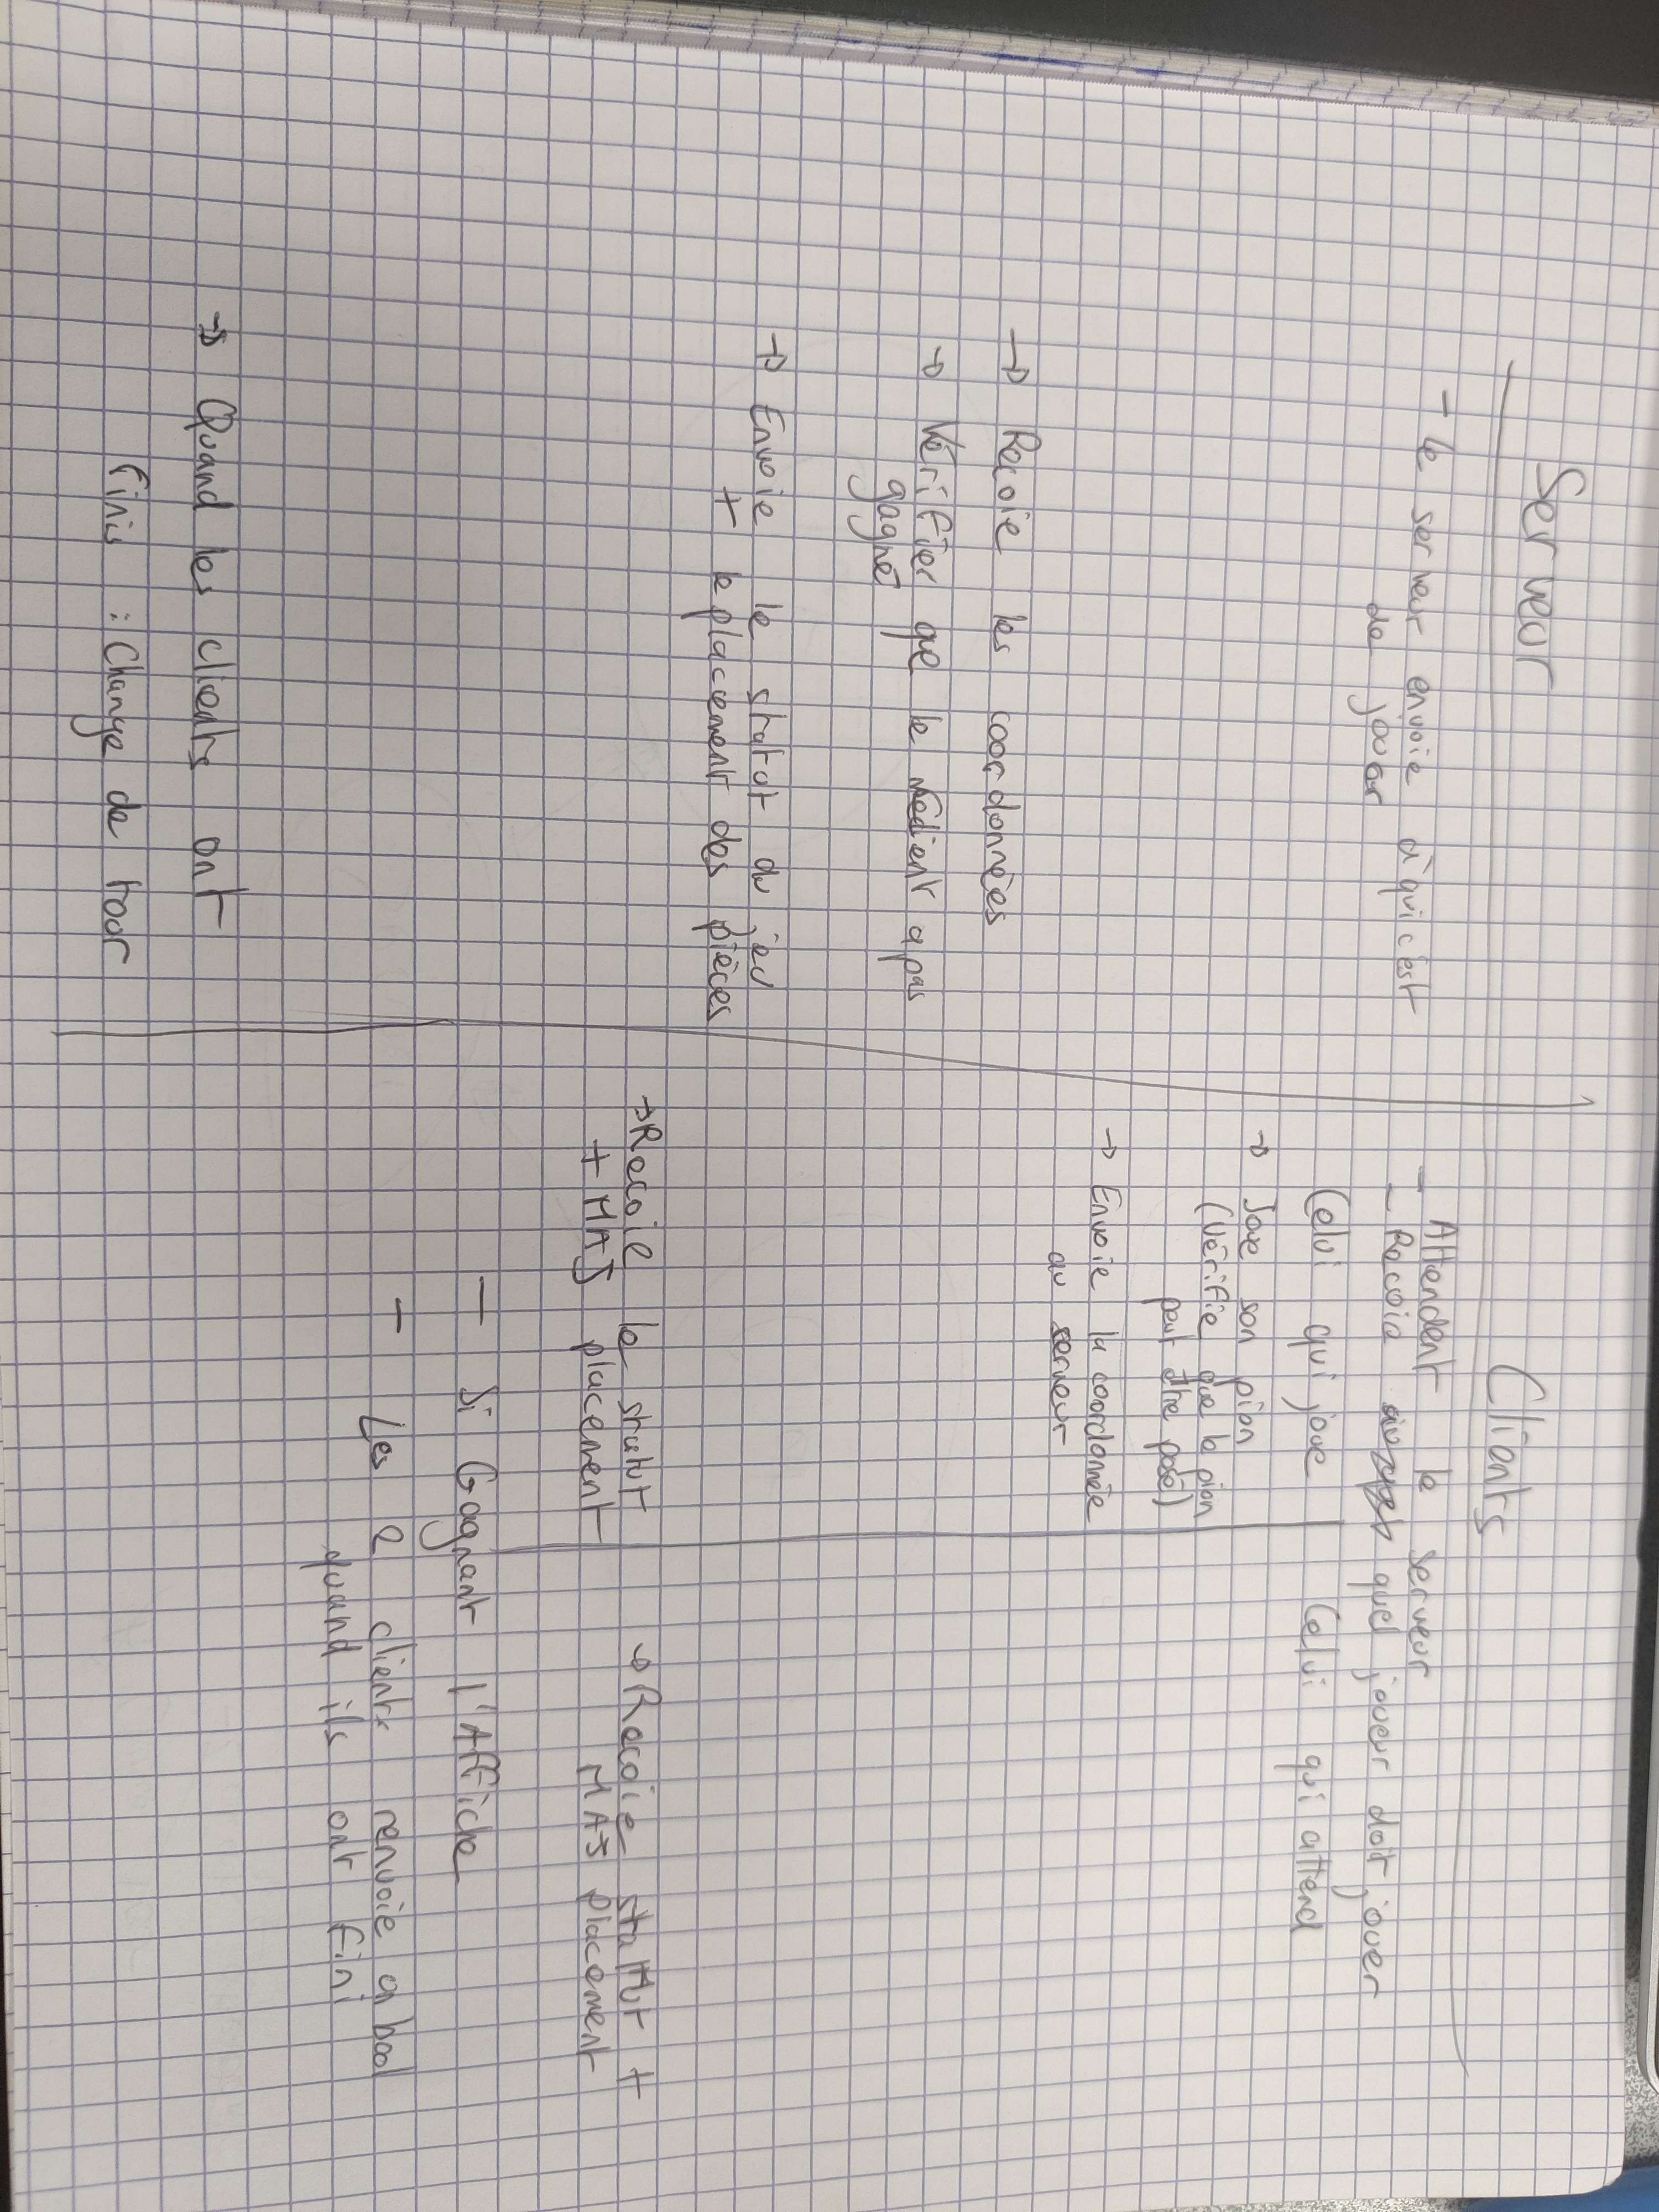 Serveur
- Le serveur envoie à qui c'est
de jouer
→ Recoie les coordonnées
→ Vérifier que le client a pas
gagné
→ Envoie le statut du jeu
+ le placement des pièces
→ Quand les clients ont
finis : Change de tour
Clients
- Attendent le serveur
- Recoie quel joueur doit jouer
Celui qui joue
→ Joue son pion
(Vérifie que le pion
peut être posé)
→ Envoie la coordonnée
au serveur
→ Recoie le statut
+ MAJ placement
Celui qui attend
→ Recoie statut +
MAJ placement
- Si Gagnant l'Affiche
- Les 2 clients renvoie un bool
quand ils ont fini